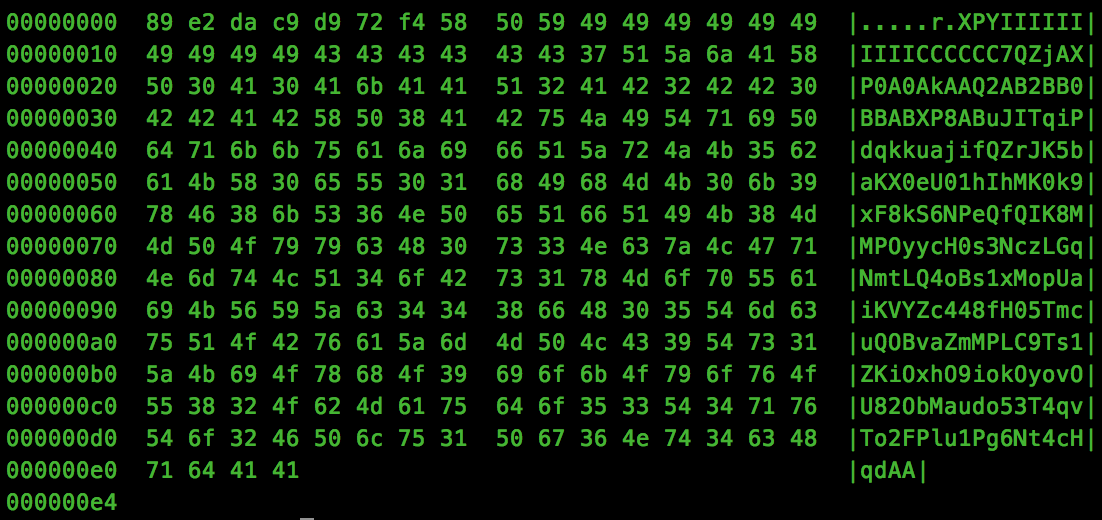 00000000  89 e2 da c9 d9 72 f4 58  50 59 49 49 49 49 49 49  |.....r.XPYIIIIII|
00000010  49 49 49 49 43 43 43 43  43 43 37 51 5a 6a 41 58  |IIIICCCCCC7QZjAX|
00000020  50 30 41 30 41 6b 41 41  51 32 41 42 32 42 42 30  |P0A0AkAAQ2AB2BB0|
00000030  42 42 41 42 58 50 38 41  42 75 4a 49 54 71 69 50  |BBABXP8ABuJITqiP|
00000040  64 71 6b 6b 75 61 6a 69  66 51 5a 72 4a 4b 35 62  |dqkkuajifQZrJK5b|
00000050  61 4b 58 30 65 55 30 31  68 49 68 4d 4b 30 6b 39  |aKX0eU01hIhMK0k9|
00000060  78 46 38 6b 53 36 4e 50  65 51 66 51 49 4b 38 4d  |xF8kS6NPeQfQIK8M|
00000070  4d 50 4f 79 79 63 48 30  73 33 4e 63 7a 4c 47 71  |MPOyycH0s3NczLGq|
00000080  4e 6d 74 4c 51 34 6f 42  73 31 78 4d 6f 70 55 61  |NmtLQ4oBs1xMopUa|
00000090  69 4b 56 59 5a 63 34 34  38 66 48 30 35 54 6d 63  |iKVYZc448fH05Tmc|
000000a0  75 51 4f 42 76 61 5a 6d  4d 50 4c 43 39 54 73 31  |uQOBvaZmMPLC9Ts1|
000000b0  5a 4b 69 4f 78 68 4f 39  69 6f 6b 4f 79 6f 76 4f  |ZKiOxhO9iokOyovO|
000000c0  55 38 32 4f 62 4d 61 75  64 6f 35 33 54 34 71 76  |U82ObMaudo53T4qv|
000000d0  54 6f 32 46 50 6c 75 31  50 67 36 4e 74 34 63 48  |To2FPlu1Pg6Nt4cH|
000000e0  71 64 41 41  |qdAA|
000000e4